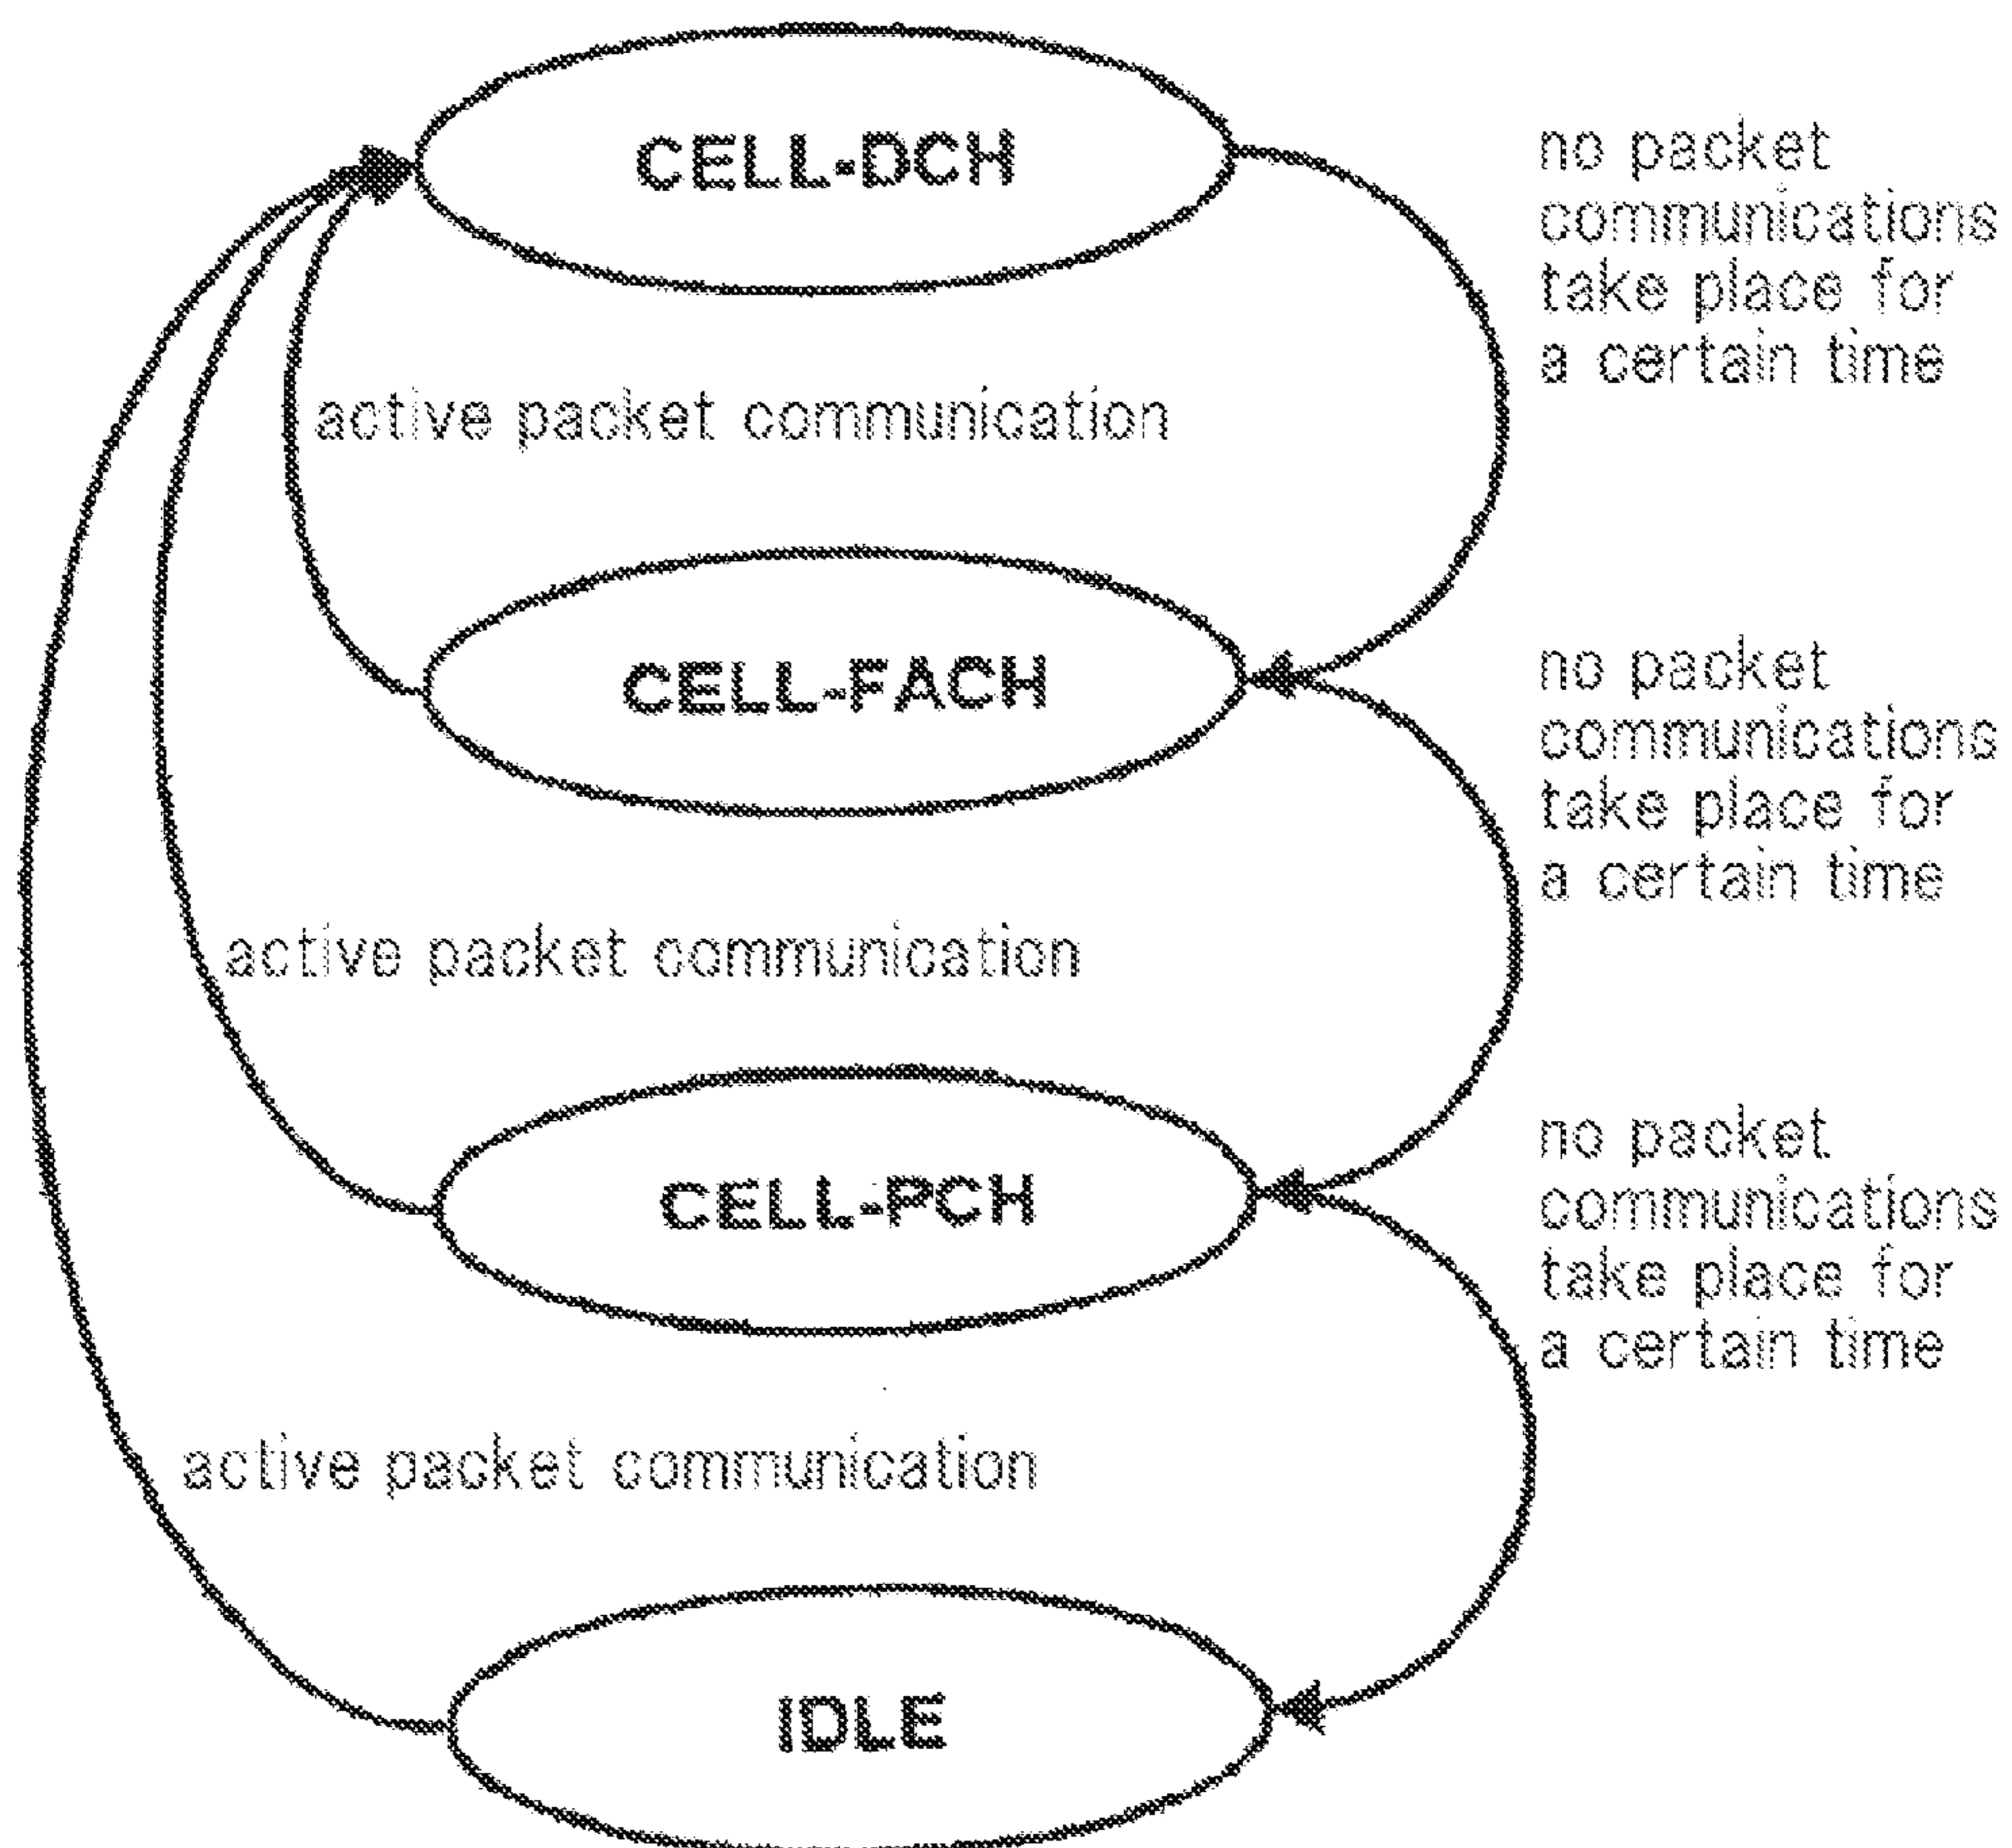 CELL-DCH
no packet
communications
take place for
a certain time
active packet communication
CELL-FACH
no packet
communications
take place for
a certain time
active packet communication
CELL-PCH
no packet
communications
take place for
a certain time
active packet communication
IDLE